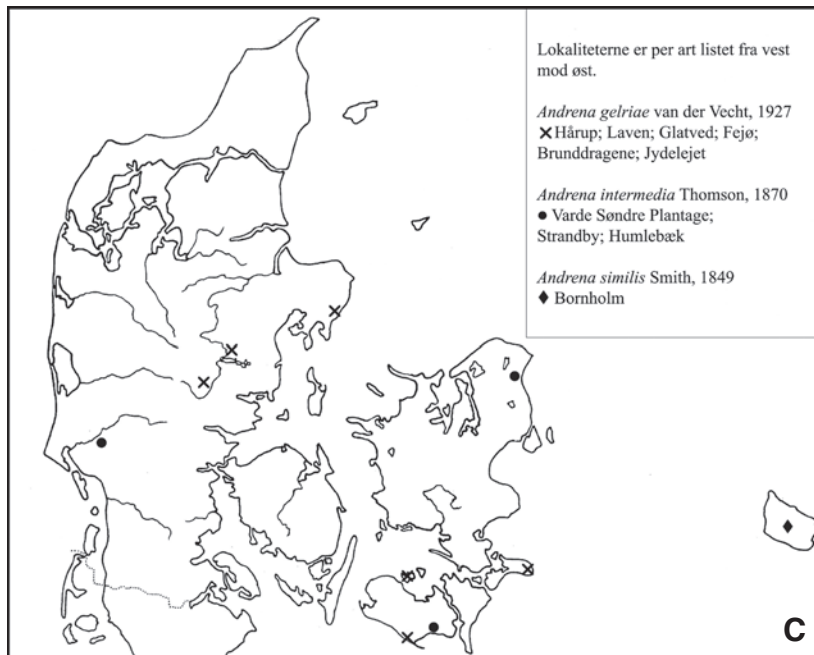 Lokaliteterne er per art listet fra vest
mod øst.
Andrena gelriae van der Vecht, 1927
Hårup; Laven; Glatved; Fejø;
Brunddragene; Jydelejet
Andrena intermedia Thomson, 1870
Varde Søndre Plantage;
Strandby; Humlebæk
Andrena similis Smith, 1849
Bornholm
C